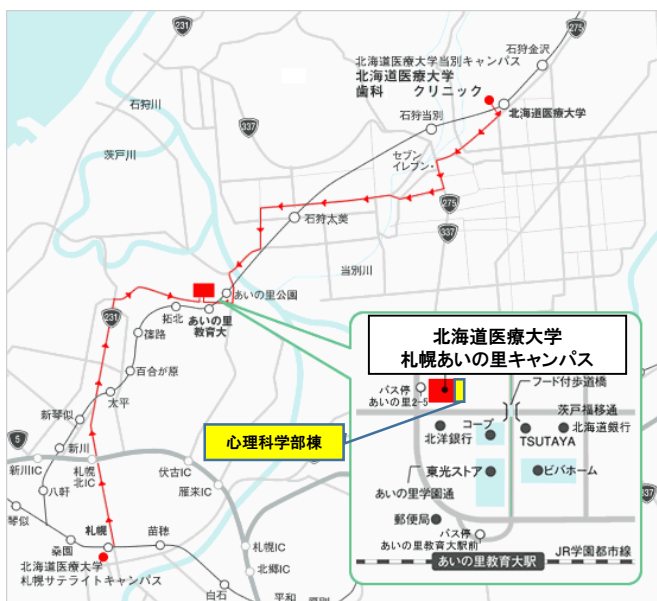 231
275
石狩金沢
北海道医療大学当別キャンパス
北海道医療大学
歯科　クリニック
北海道医療大学
石狩川
337
石狩当別
茨戸川
セブン
イレブン・
275
石狩太美
337
当別川
あいの里公園
231
拓北
あいの里
教育大
篠路
百合が原
太平
新琴似
新川
5
新川IC
札幌
北IC
八軒
琴似
桑園
札幌
苗穂
伏古IC
雁来IC
札幌IC
北郷IC
白石
平和
厚別
北海道医療大学
札幌サテライトキャンパス
337
北海道医療大学
札幌あいの里キャンパス
バス停
あいの里2-5
フード付歩道橋
茨戸福移通
心理科学部棟
北洋銀行
コープ
TSUTAYA
北海道銀行
東光ストア
ビバホーム
あいの里学園通
郵便局
バス停
あいの里教育大駅前
JR学園都市線
あいの里教育大駅